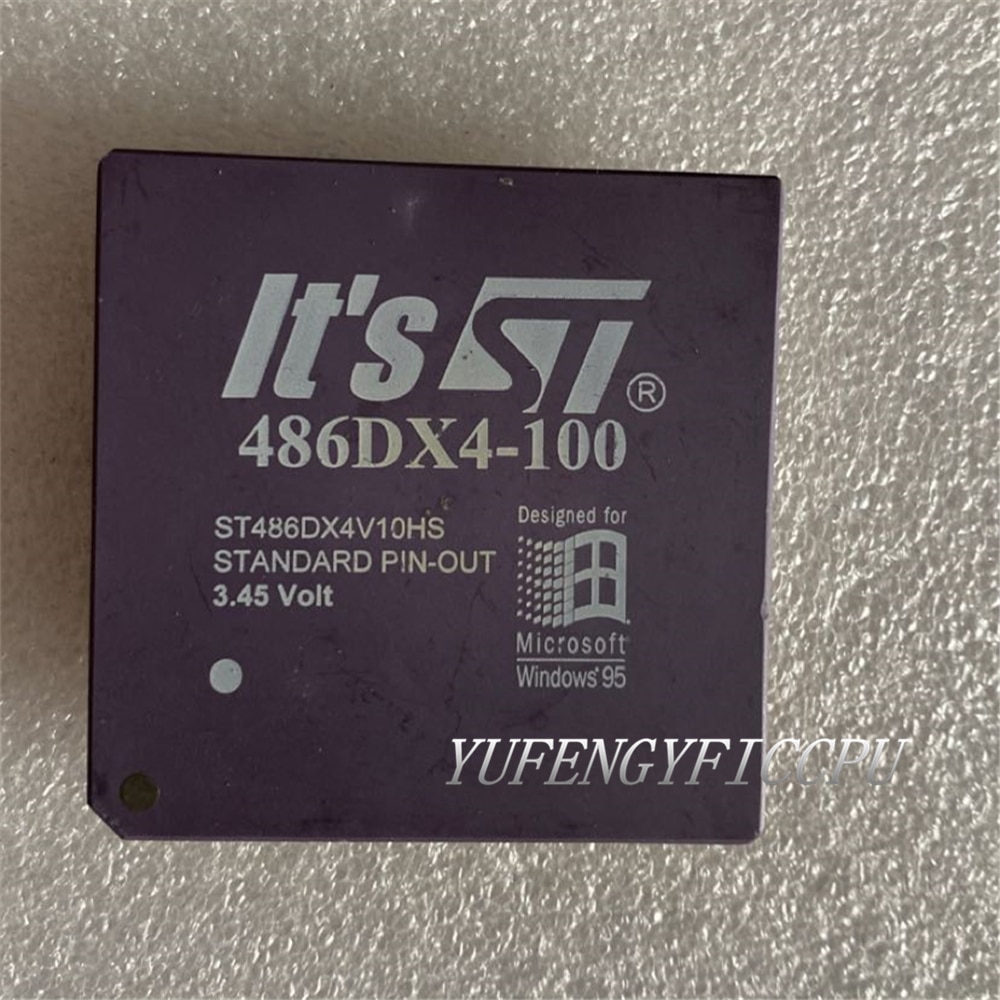 It's ST®
486DX4-100
ST486DX4V10HS
STANDARD PIN-OUT
3.45 Volt
Designed for
Microsoft®
Windows® 95
YUFENGYFICCPU